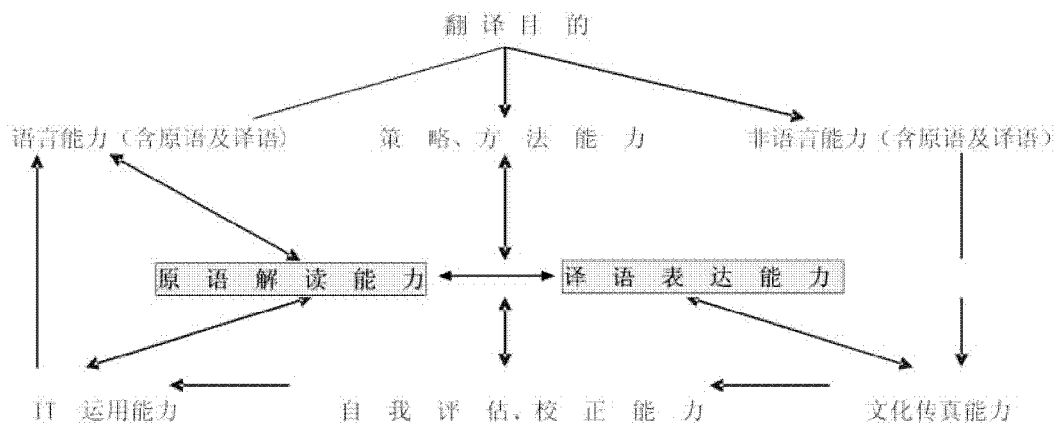 翻译目的
语言能力（含原语及译语） 策略、方法能力 非语言能力（含原语及译语）
原语解读能力 译语表达能力
IT 运用能力 自我评估、校正能力 文化传真能力